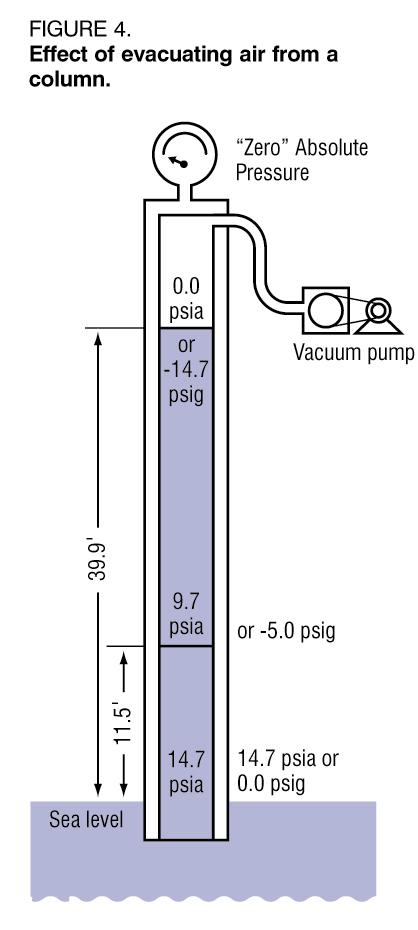 FIGURE 4.
Effect of evacuating air from a
column.
“Zero” Absolute
Pressure
0.0
psia
Vacuum pump
or
-14.7
psig
39.9'
9.7
psia
or -5.0 psig
11.5'
14.7
psia
14.7 psia or
0.0 psig
Sea level